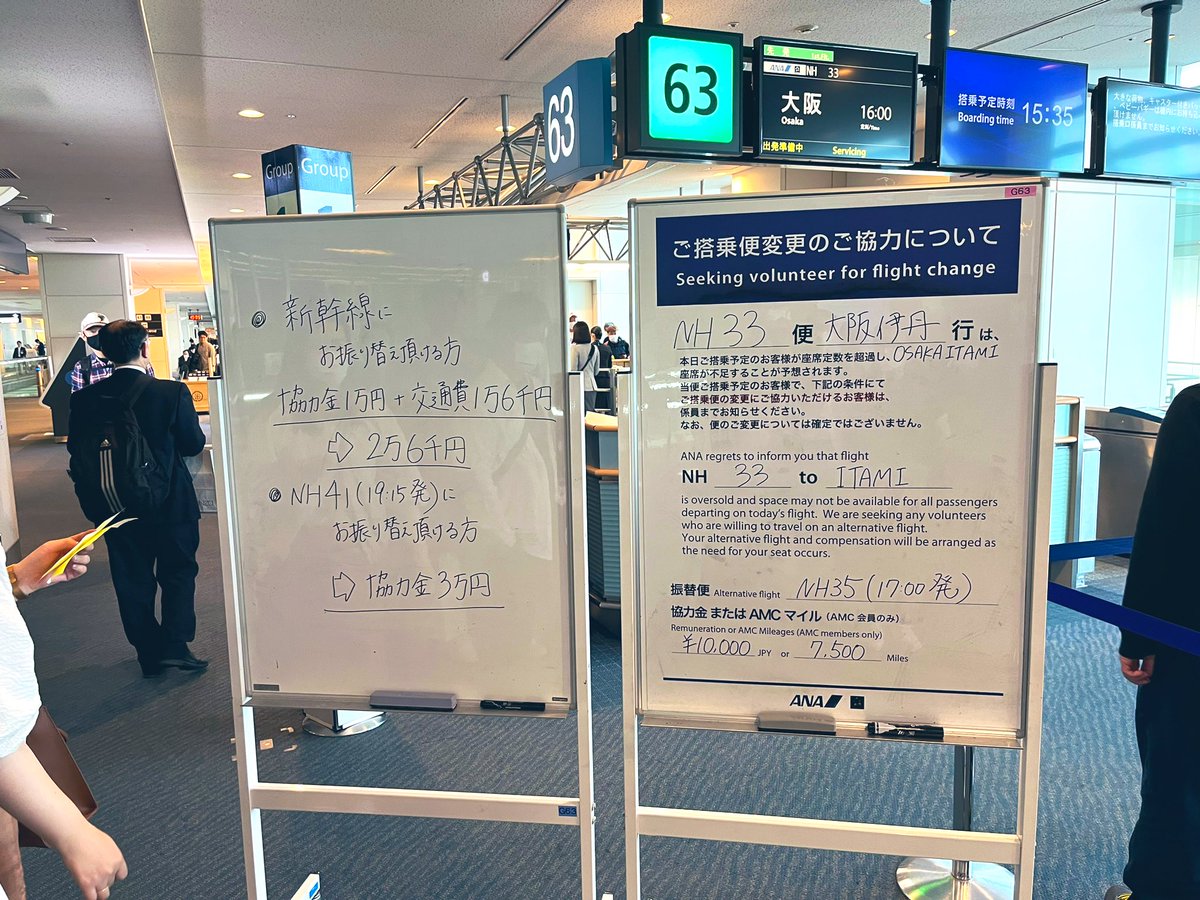 63
63
ANA NH 33
大阪
Osaka
16:00
定刻/Time
出発準備中
Servicing
搭乗予定時刻
Boarding time
15:35
Group
Group
新幹線に
お振り替え頂ける方
協力金1万円+交通費1万6千円
⇨ 2万6千円
NH41(19:15発)に
お振り替え頂ける方
⇨ 協力金3万円
G63
G63
ご搭乗便変更のご協力について
Seeking volunteer for flight change
NH 33 便 大阪伊丹 行は、
OSAKA ITAMI
本日ご搭乗予定のお客様が座席定数を超過し、
座席が不足することが予想されます。
当便ご搭乗予定のお客様で、下記の条件にて
ご搭乗便の変更にご協力いただけるお客様は、
係員までお知らせください。
なお、便のご変更については確定ではございません。
ANA regrets to inform you that flight
NH 33 to ITAMI
is oversold and space may not be available for all passengers
departing on today's flight. We are seeking any volunteers
who are willing to travel on an alternative flight.
Your alternative flight and compensation will be arranged as
the need for your seat occurs.
振替便 Alternative flight NH35(17:00発)
協力金 または AMC マイル (AMC 会員のみ)
Remuneration or AMC Mileages (AMC members only)
¥10,000 JPY or 7,500 Miles
ANA